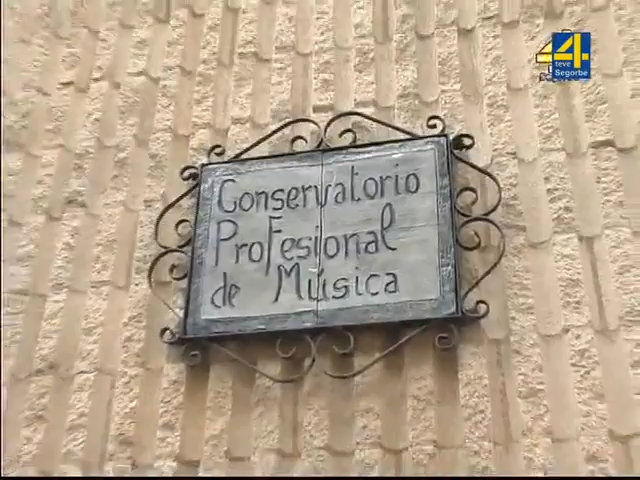 4
teve
Segorbe
Conservatorio
Profesional
de Música